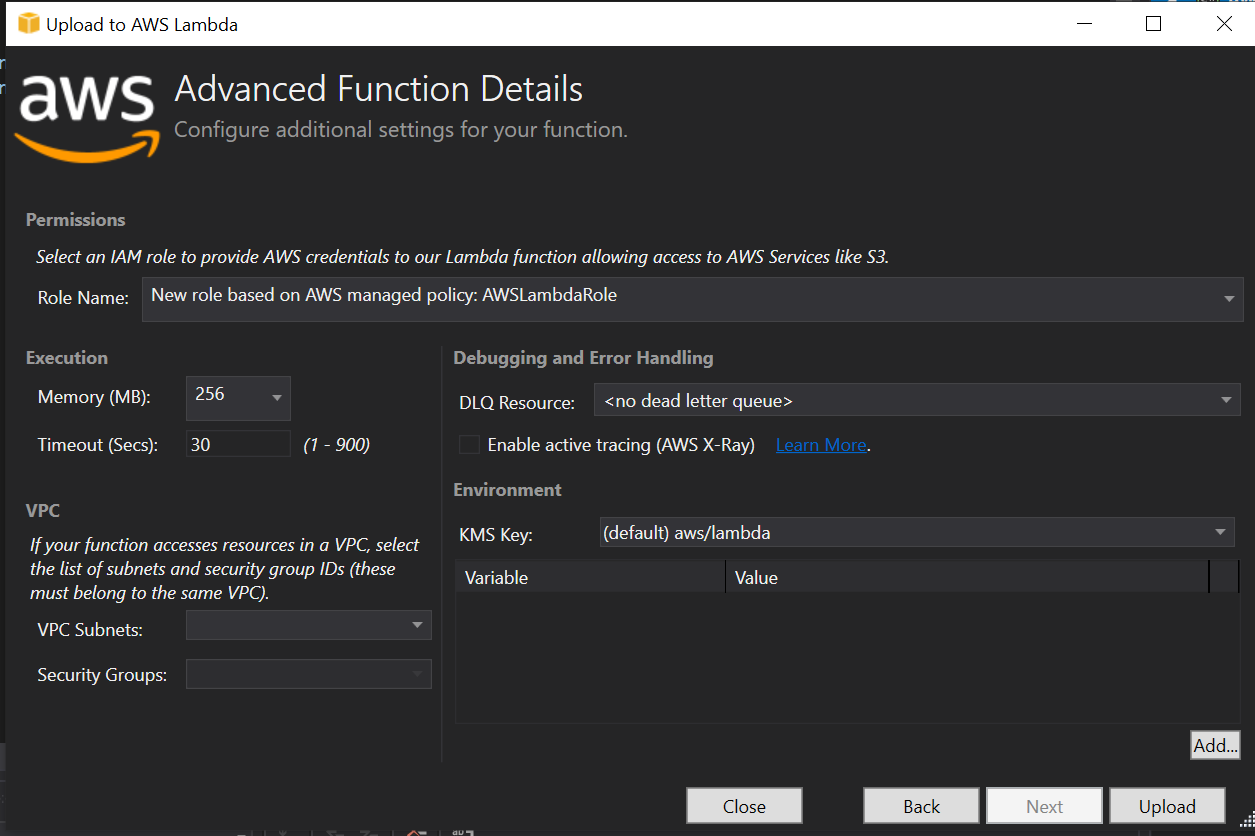 Upload to AWS Lambda
aws
Advanced Function Details
Configure additional settings for your function.
Permissions
Select an IAM role to provide AWS credentials to our Lambda function allowing access to AWS Services like S3.
Role Name: New role based on AWS managed policy: AWSLambdaRole
Execution
Memory (MB): 256
Timeout (Secs): 30 (1 - 900)
VPC
If your function accesses resources in a VPC, select
the list of subnets and security group IDs (these
must belong to the same VPC).
VPC Subnets:
Security Groups:
Debugging and Error Handling
DLQ Resource: <no dead letter queue>
Enable active tracing (AWS X-Ray) Learn More.
Environment
KMS Key: (default) aws/lambda
Variable Value
Add...
Close Back Next Upload